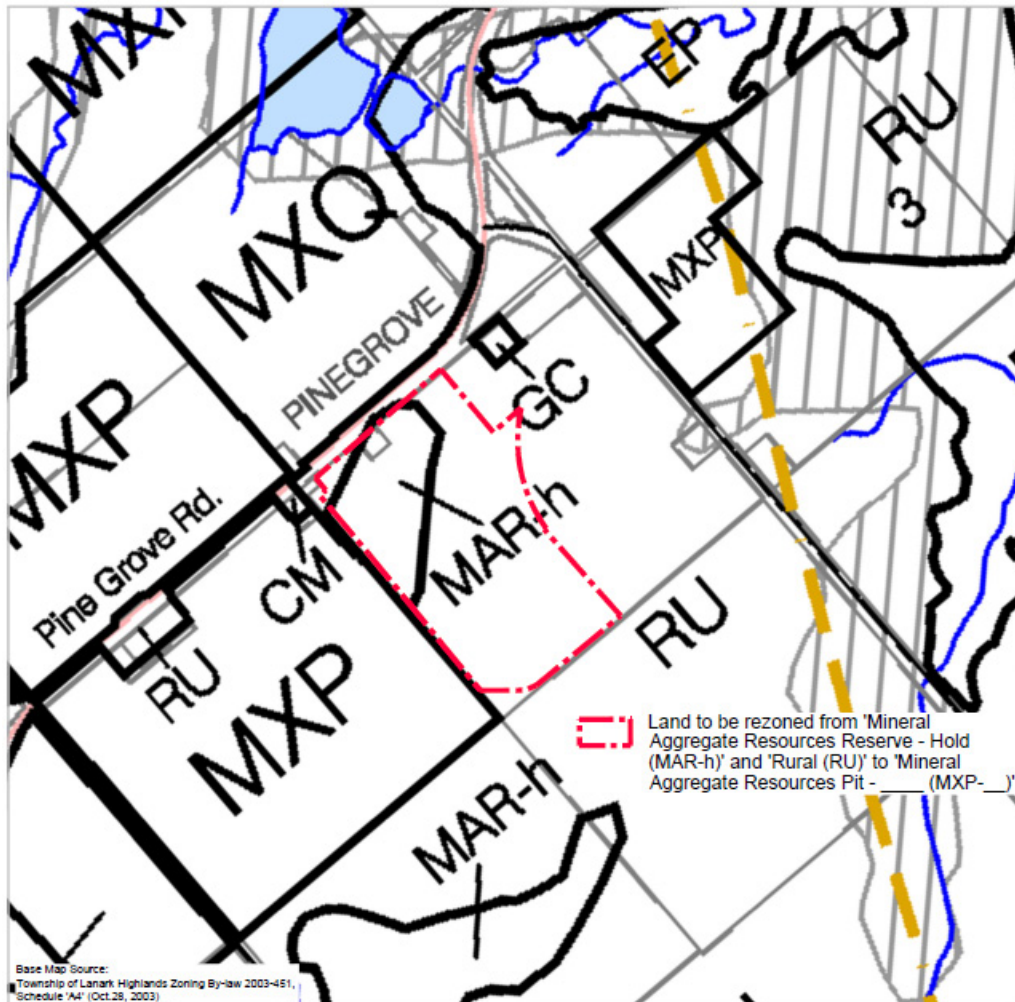 MXP
EP
RU
3
MXQ
MXP
PINEGROVE
GC
MXP
MAR-h
Pine Grove Rd.
CM
RU
RU
MXP
MAR-h
Land to be rezoned from 'Mineral
Aggregate Resources Reserve - Hold
(MAR-h)' and 'Rural (RU)' to 'Mineral
Aggregate Resources Pit - ____ (MXP-__)'
Base Map Source:
Township of Lanark Highlands Zoning By-law 2003-451,
Schedule 'A4' (Oct.28, 2003)